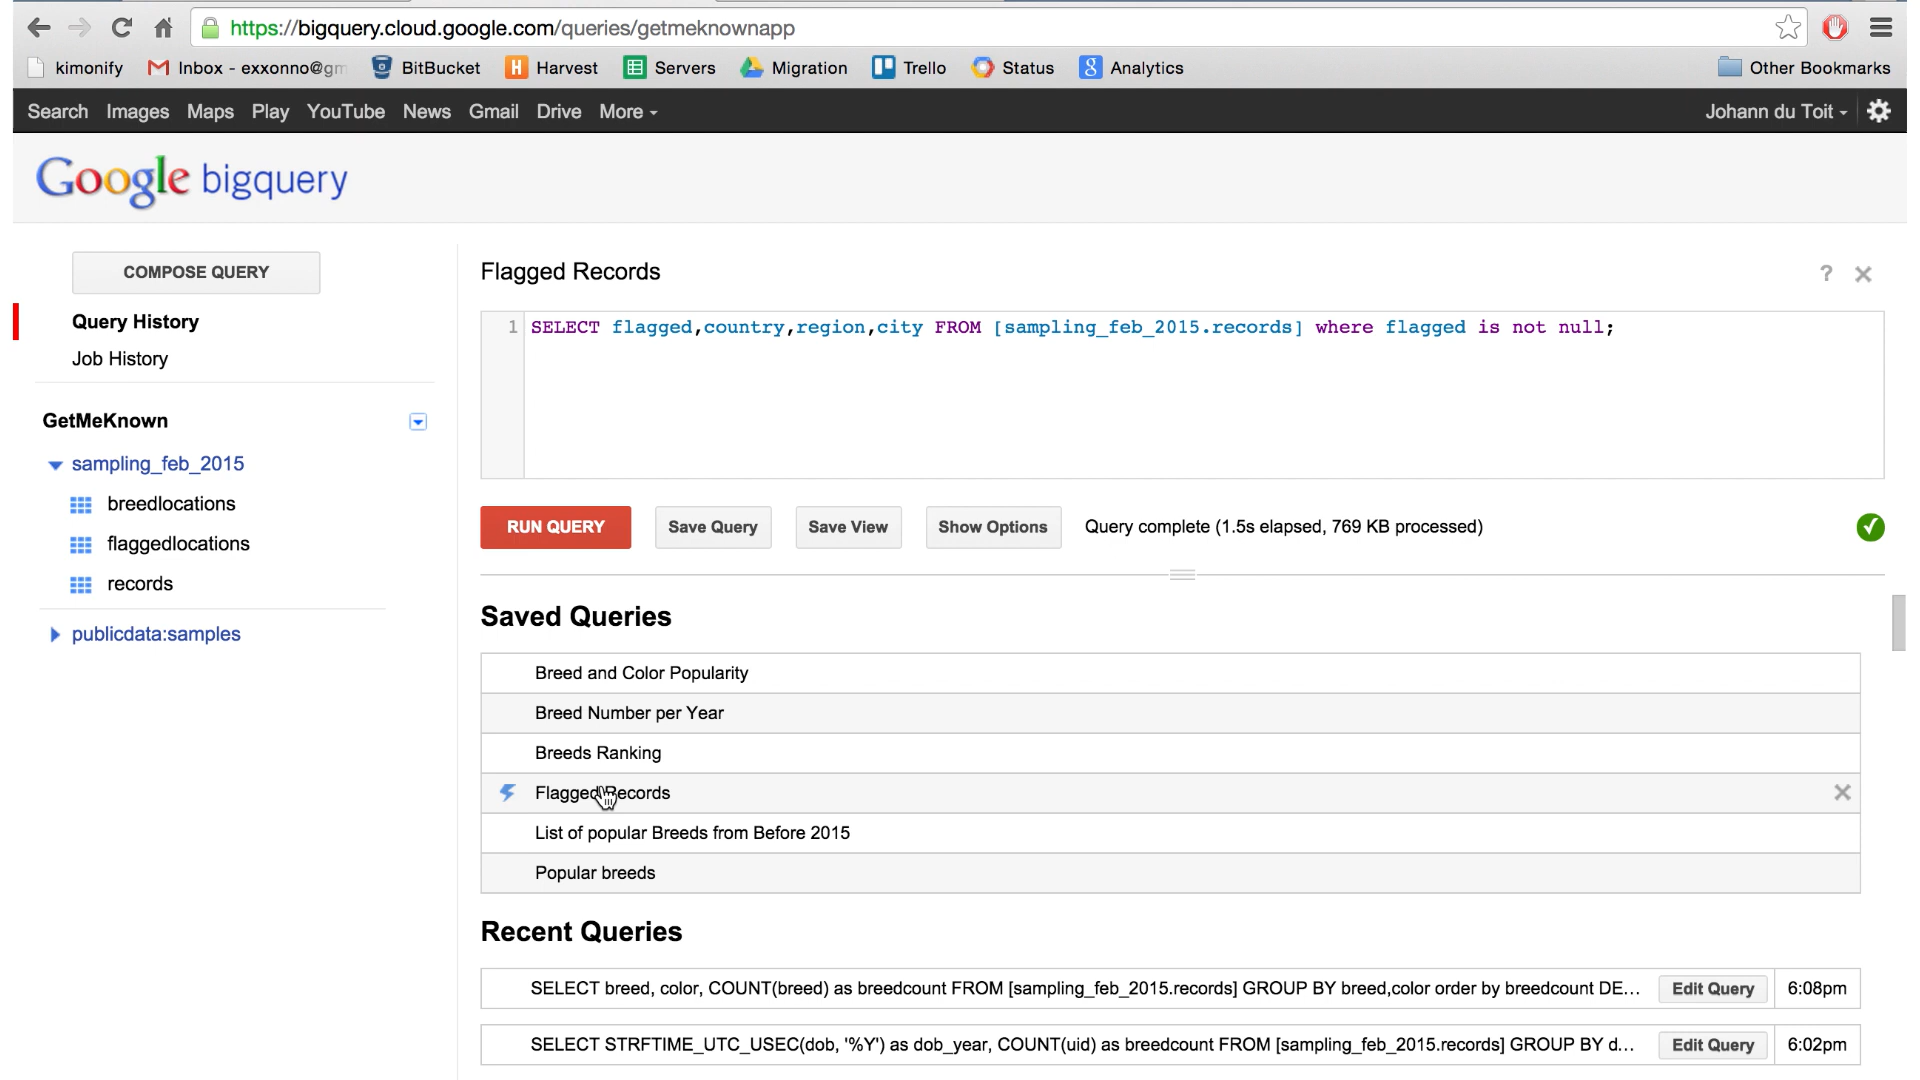 https://bigquery.cloud.google.com/queries/getmeknownapp
kimonify Inbox - exxonno@gm BitBucket Harvest Servers Migration Trello Status Analytics Other Bookmarks
Search Images Maps Play YouTube News Gmail Drive More Johann du Toit
Google bigquery
COMPOSE QUERY
Query History
Job History
GetMeKnown
sampling_feb_2015
breedlocations
flaggedlocations
records
publicdata:samples
Flagged Records ?
1 SELECT flagged,country,region,city FROM [sampling_feb_2015.records] where flagged is not null;
RUN QUERY Save Query Save View Show Options Query complete (1.5s elapsed, 769 KB processed)
Saved Queries
Breed and Color Popularity
Breed Number per Year
Breeds Ranking
Flagged Records
List of popular Breeds from Before 2015
Popular breeds
Recent Queries
SELECT breed, color, COUNT(breed) as breedcount FROM [sampling_feb_2015.records] GROUP BY breed,color order by breedcount DE... Edit Query 6:08pm
SELECT STRFTIME_UTC_USEC(dob, '%Y') as dob_year, COUNT(uid) as breedcount FROM [sampling_feb_2015.records] GROUP BY d... Edit Query 6:02pm